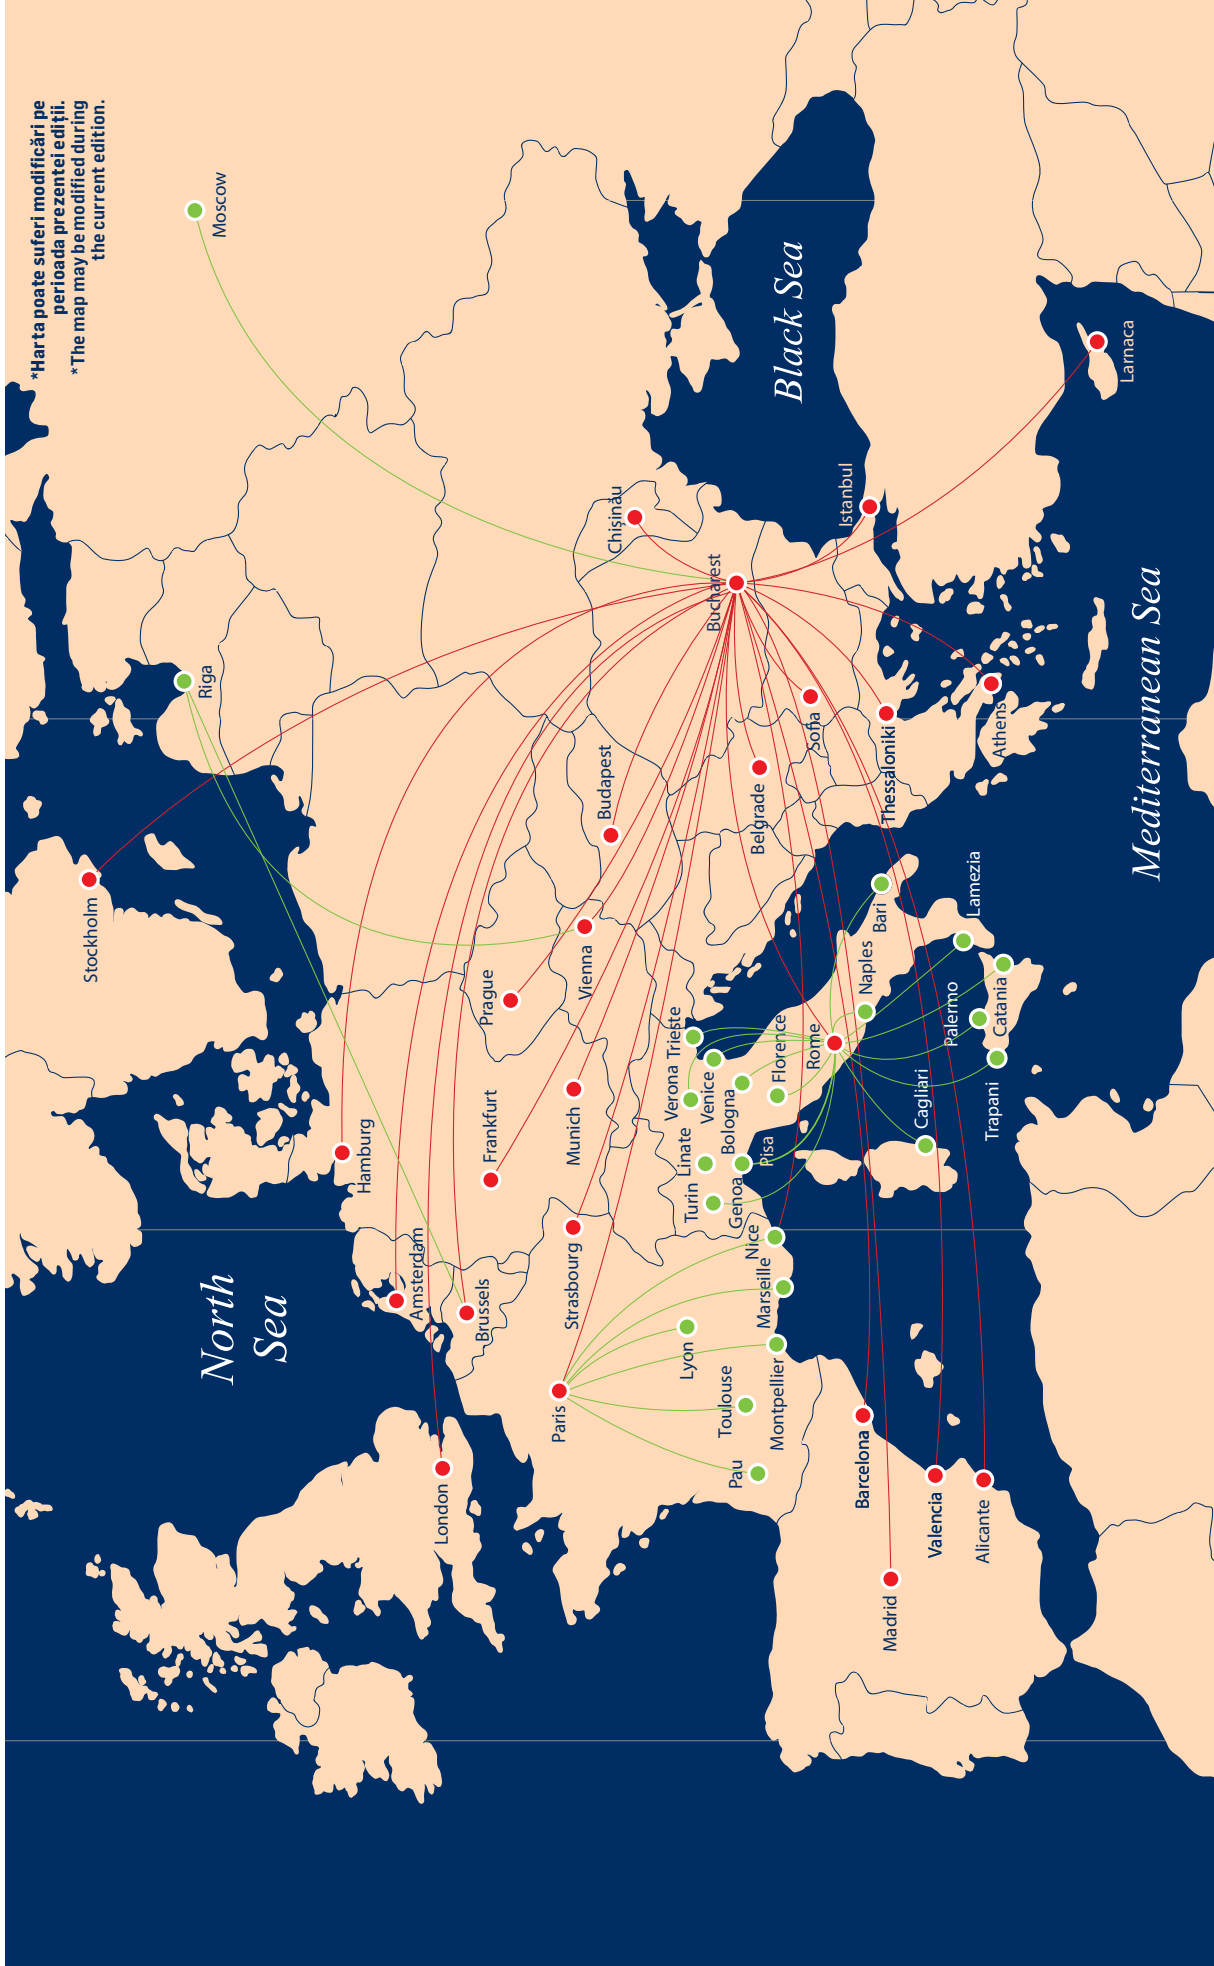 *Harta poate suferi modificări pe
perioada prezentei ediții.
*The map may be modified during
the current edition.
Moscow
Riga
Stockholm
North
Sea
Hamburg
Amsterdam
London
Brussels
Prague
Frankfurt
Paris
Strasbourg
Munich
Vienna
Budapest
Chișinău
Bucharest
Black Sea
Istanbul
Belgrade
Sofia
Thessaloniki
Athens
Larnaca
Mediterranean Sea
Trieste
Verona
Venice
Linate
Turin
Bologna
Genoa
Florence
Pisa
Rome
Naples
Bari
Lamezia
Palermo
Catania
Trapani
Cagliari
Nice
Marseille
Lyon
Montpellier
Toulouse
Pau
Barcelona
Valencia
Alicante
Madrid